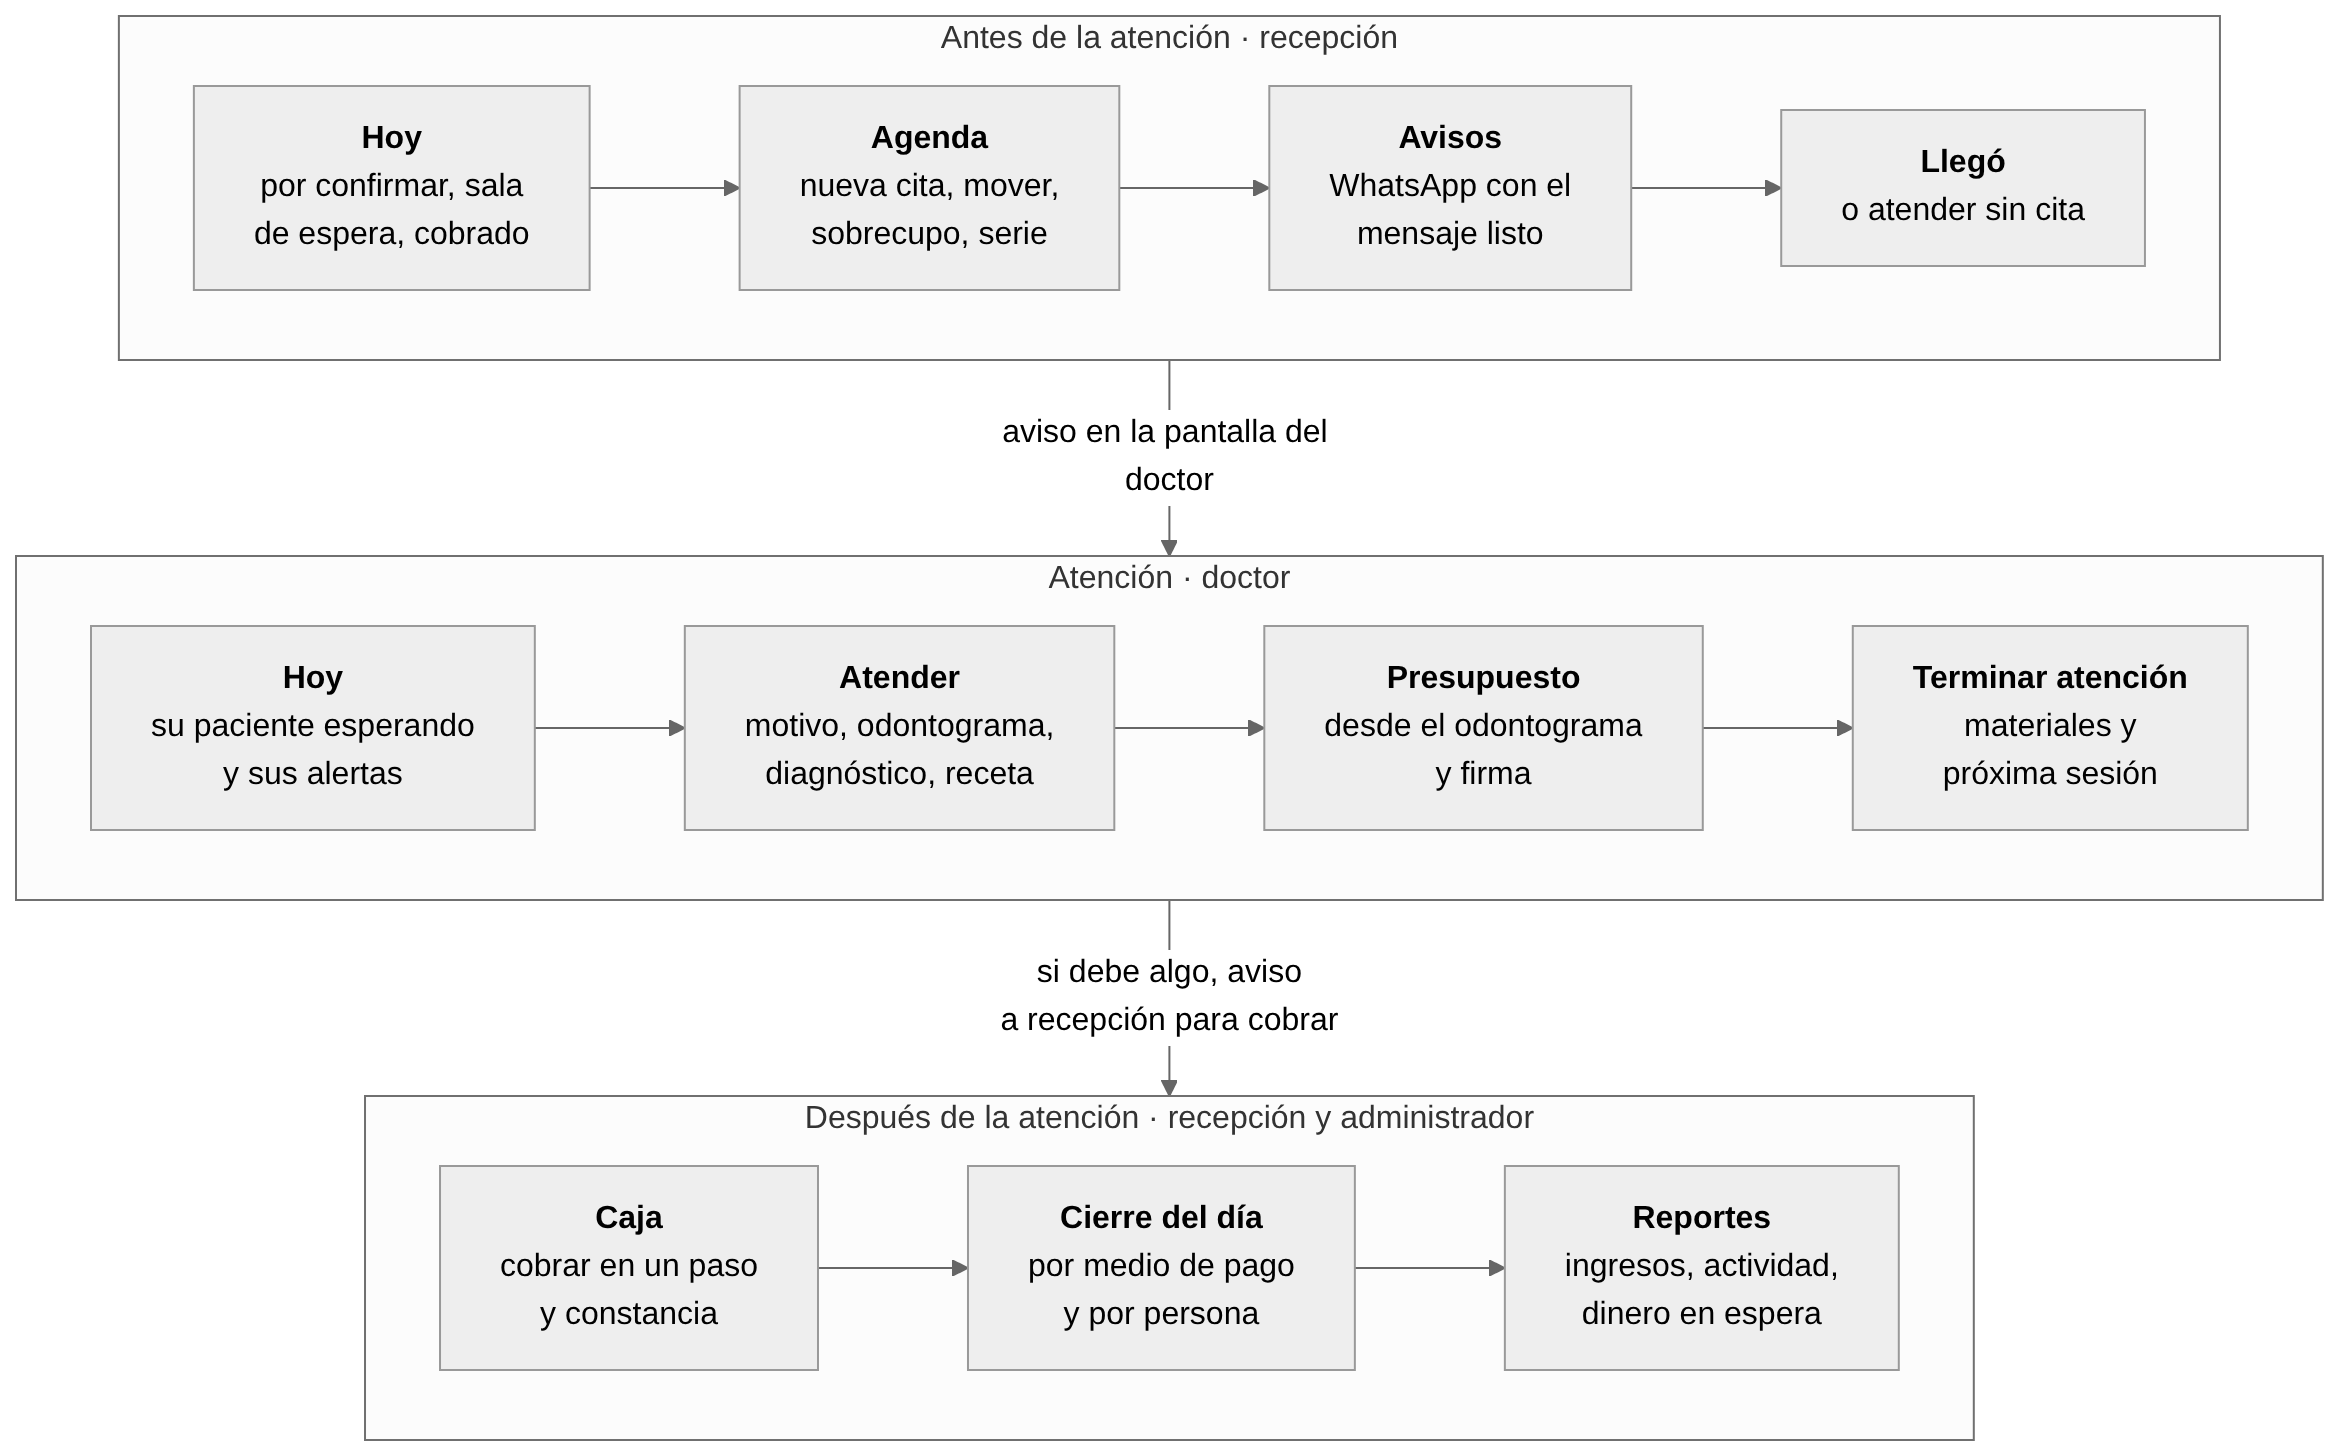 Antes de la atención · recepción
Hoy
por confirmar, sala
de espera, cobrado
Agenda
nueva cita, mover,
sobrecupo, serie
Avisos
WhatsApp con el
mensaje listo
Llegó
o atender sin cita
aviso en la pantalla del
doctor
Atención · doctor
Hoy
su paciente esperando
y sus alertas
Atender
motivo, odontograma,
diagnóstico, receta
Presupuesto
desde el odontograma
y firma
Terminar atención
materiales y
próxima sesión
si debe algo, aviso
a recepción para cobrar
Después de la atención · recepción y administrador
Caja
cobrar en un paso
y constancia
Cierre del día
por medio de pago
y por persona
Reportes
ingresos, actividad,
dinero en espera